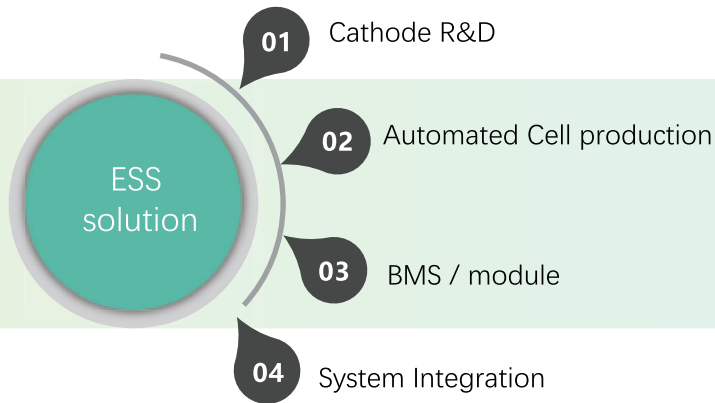 01
Cathode R&D
02
Automated Cell production
ESS
solution
03
BMS / module
04
System Integration